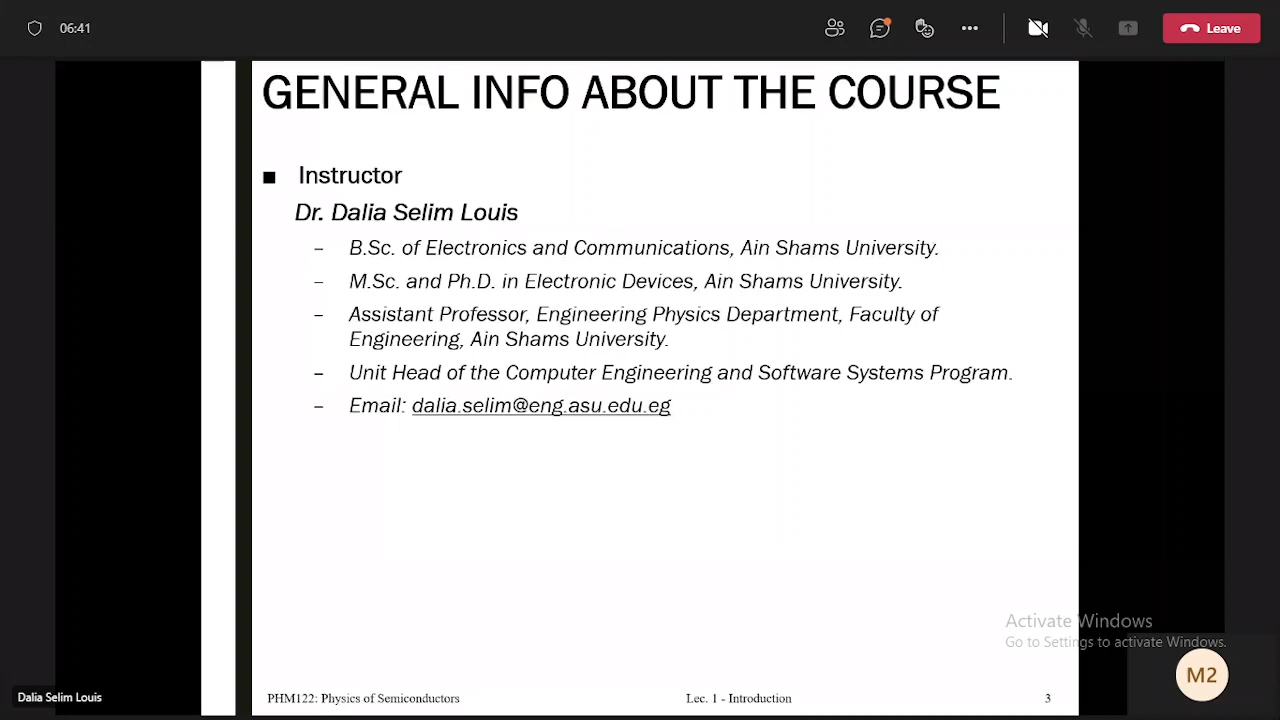 06:41
Leave
GENERAL INFO ABOUT THE COURSE
■ Instructor
Dr. Dalia Selim Louis
– B.Sc. of Electronics and Communications, Ain Shams University.
– M.Sc. and Ph.D. in Electronic Devices, Ain Shams University.
– Assistant Professor, Engineering Physics Department, Faculty of
Engineering, Ain Shams University.
– Unit Head of the Computer Engineering and Software Systems Program.
– Email: dalia.selim@eng.asu.edu.eg
Activate Windows
Go to Settings to activate Windows.
M2
Dalia Selim Louis
PHM122: Physics of Semiconductors
Lec. 1 - Introduction
3